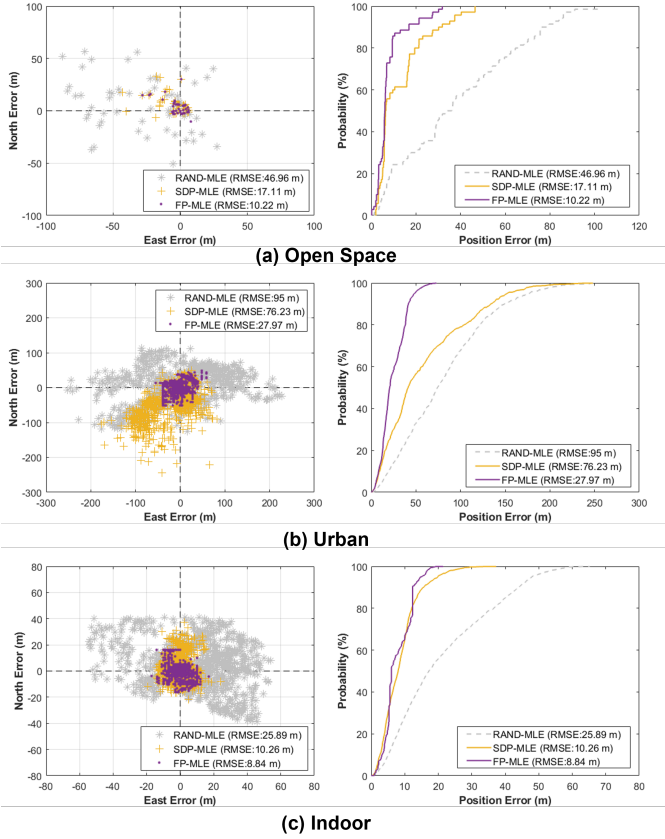 100
50
0
-50
-100
North Error (m)
-100
-50
0
50
100
East Error (m)
RAND-MLE (RMSE:46.96 m)
SDP-MLE (RMSE:17.11 m)
FP-MLE (RMSE:10.22 m)
100
80
60
40
20
0
Probability (%)
0
20
40
60
80
100
120
Position Error (m)
RAND-MLE (RMSE:46.96 m)
SDP-MLE (RMSE:17.11 m)
FP-MLE (RMSE:10.22 m)
(a) Open Space
300
200
100
0
-100
-200
-300
North Error (m)
-300
-200
-100
0
100
200
300
East Error (m)
RAND-MLE (RMSE:95 m)
SDP-MLE (RMSE:76.23 m)
FP-MLE (RMSE:27.97 m)
100
80
60
40
20
0
Probability (%)
0
50
100
150
200
250
300
Position Error (m)
RAND-MLE (RMSE:95 m)
SDP-MLE (RMSE:76.23 m)
FP-MLE (RMSE:27.97 m)
(b) Urban
80
60
40
20
0
-20
-40
-60
-80
North Error (m)
-80
-60
-40
-20
0
20
40
60
80
East Error (m)
RAND-MLE (RMSE:25.89 m)
SDP-MLE (RMSE:10.26 m)
FP-MLE (RMSE:8.84 m)
100
80
60
40
20
0
Probability (%)
0
10
20
30
40
50
60
70
80
Position Error (m)
RAND-MLE (RMSE:25.89 m)
SDP-MLE (RMSE:10.26 m)
FP-MLE (RMSE:8.84 m)
(c) Indoor